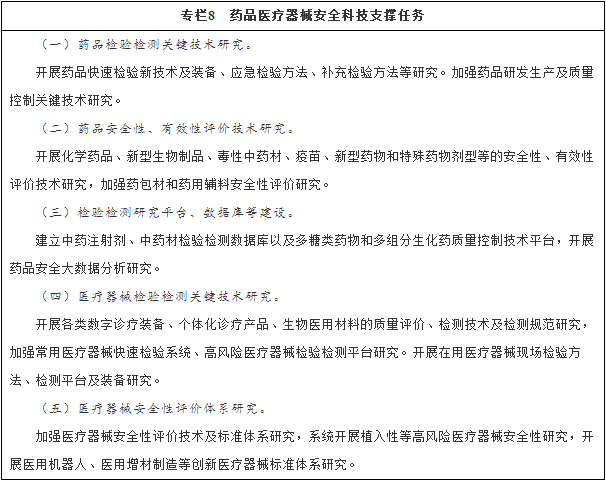 专栏8 药品医疗器械安全科技支撑任务
（一）药品检验检测关键技术研究。
开展药品快速检验新技术及装备、应急检验方法、补充检验方法等研究。加强药品研发生产及质量
控制关键技术研究。
（二）药品安全性、有效性评价技术研究。
开展化学药品、新型生物制品、毒性中药材、疫苗、新型药物和特殊药物剂型等的安全性、有效性
评价技术研究，加强药包材和药用辅料安全性评价研究。
（三）检验检测研究平台、数据库等建设。
建立中药注射剂、中药材检验检测数据库以及多糖类药物和多组分生化药质量控制技术平台，开展
药品安全大数据分析研究。
（四）医疗器械检验检测关键技术研究。
开展各类数字诊疗装备、个体化诊疗产品、生物医用材料的质量评价、检测技术及检测规范研究，
加强常用医疗器械快速检验系统、高风险医疗器械检验检测平台研究。开展在用医疗器械现场检验方
法、检测平台及装备研究。
（五）医疗器械安全性评价体系研究。
加强医疗器械安全性评价技术及标准体系研究，系统开展植入性等高风险医疗器械安全性研究，开
展医用机器人、医用增材制造等创新医疗器械标准体系研究。